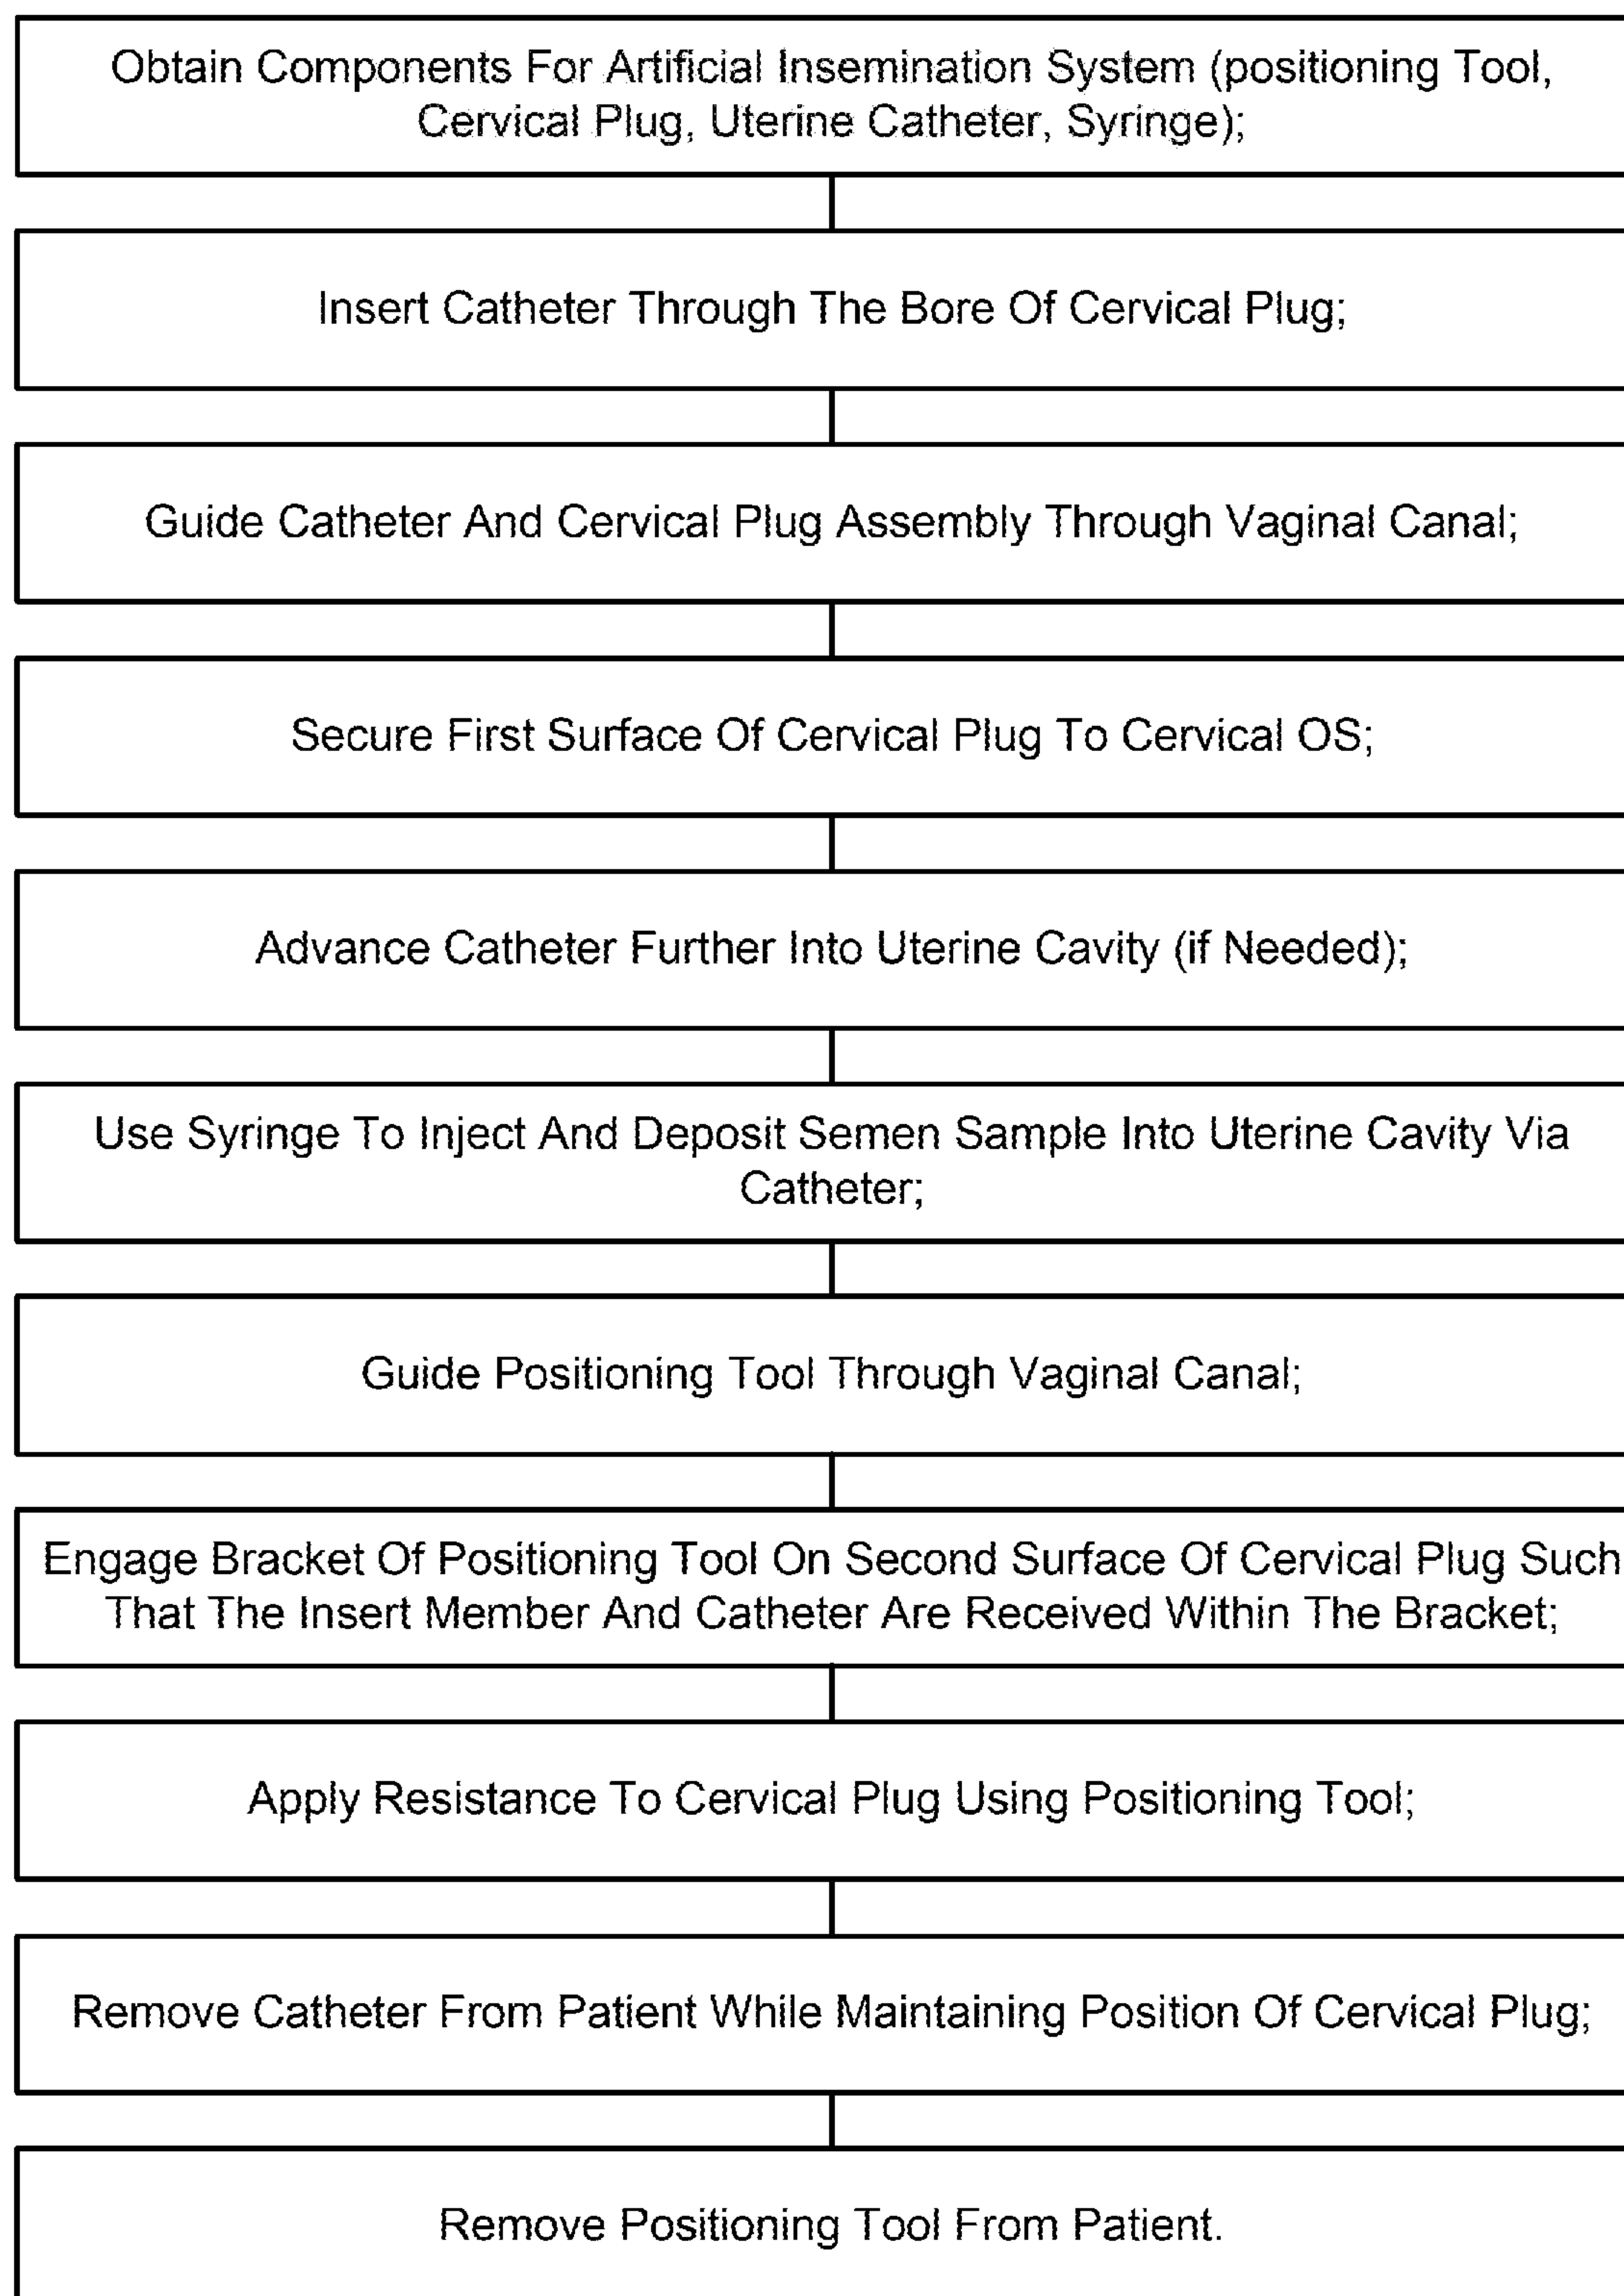 Obtain Components For Artificial Insemination System (positioning Tool,
Cervical Plug, Uterine Catheter, Syringe);
Insert Catheter Through The Bore Of Cervical Plug;
Guide Catheter And Cervical Plug Assembly Through Vaginal Canal;
Secure First Surface Of Cervical Plug To Cervical OS;
Advance Catheter Further Into Uterine Cavity (if Needed);
Use Syringe To Inject And Deposit Semen Sample Into Uterine Cavity Via
Catheter;
Guide Positioning Tool Through Vaginal Canal;
Engage Bracket Of Positioning Tool On Second Surface Of Cervical Plug Such
That The Insert Member And Catheter Are Received Within The Bracket;
Apply Resistance To Cervical Plug Using Positioning Tool;
Remove Catheter From Patient While Maintaining Position Of Cervical Plug;
Remove Positioning Tool From Patient.